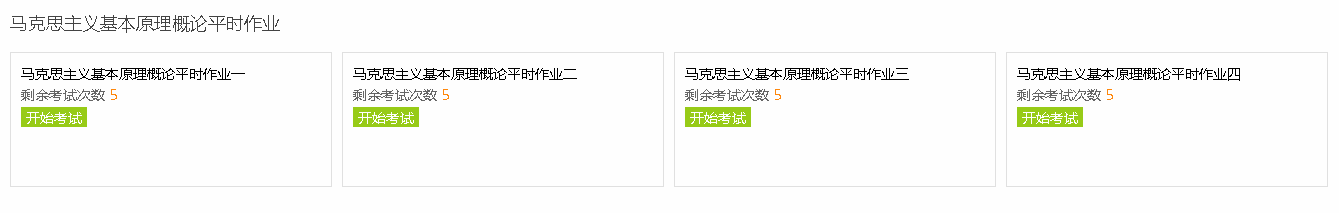 马克思主义基本原理概论平时作业
马克思主义基本原理概论平时作业一
剩余考试次数 5
开始考试
马克思主义基本原理概论平时作业二
剩余考试次数 5
开始考试
马克思主义基本原理概论平时作业三
剩余考试次数 5
开始考试
马克思主义基本原理概论平时作业四
剩余考试次数 5
开始考试